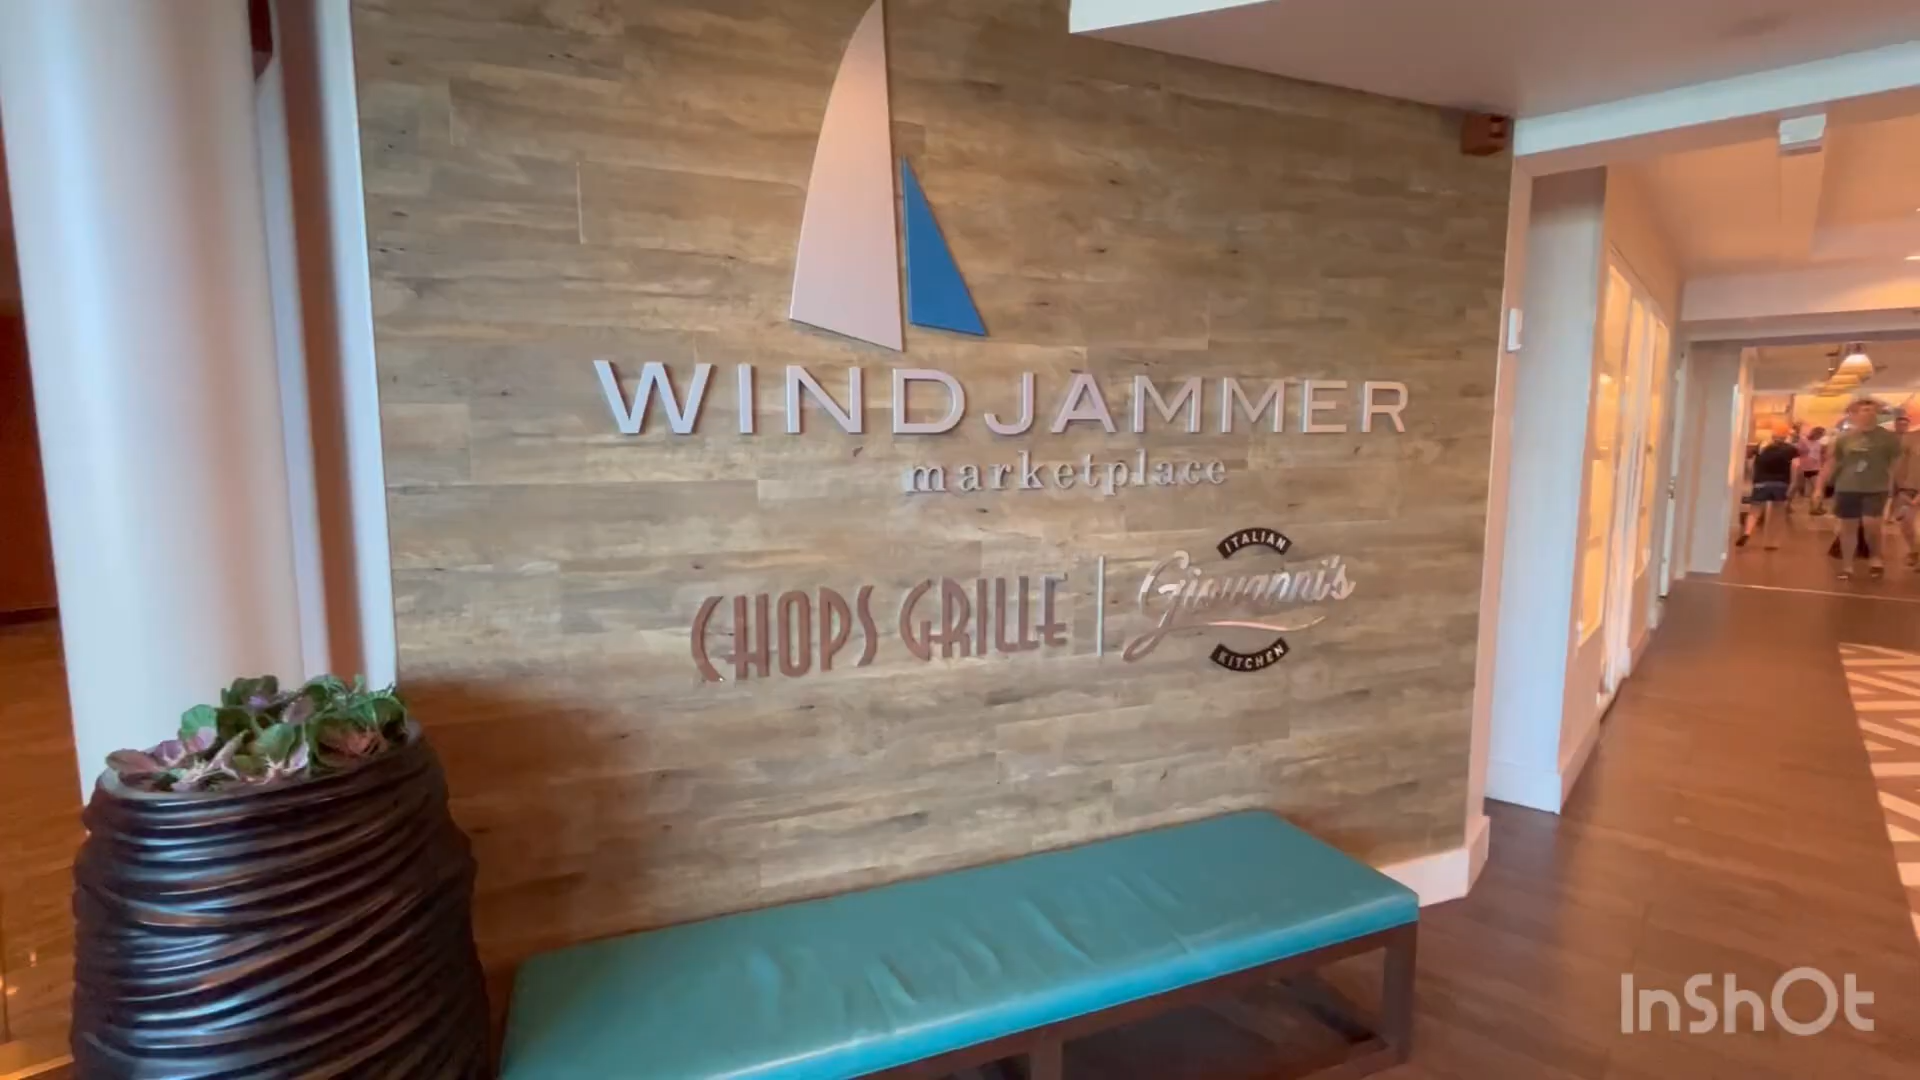 WINDJAMMER
marketplace
CHOPS GRILLE
ITALIAN
Giovanni's
KITCHEN
InShOt